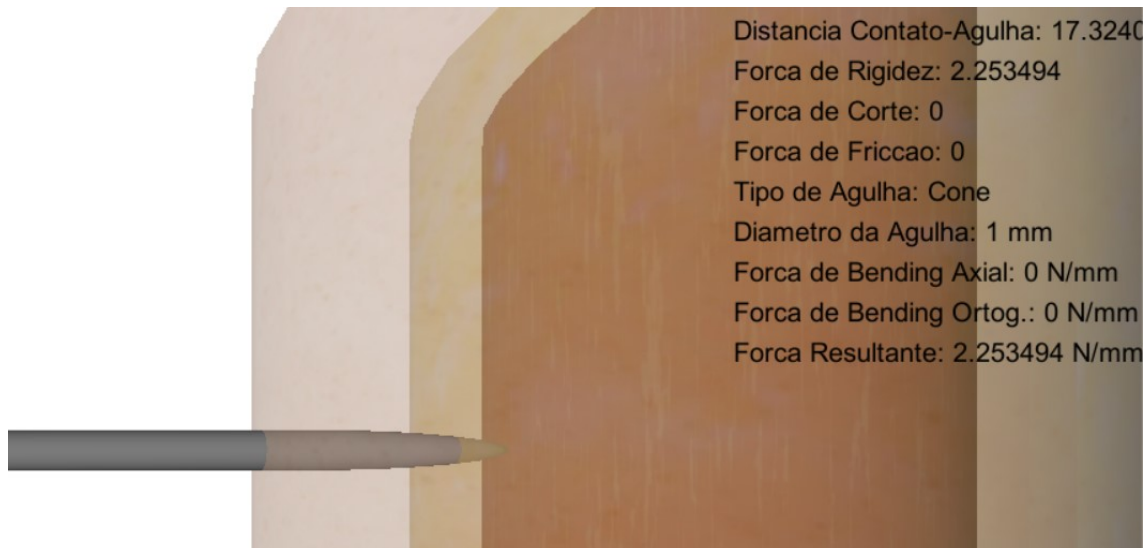 Distancia Contato-Agulha: 17.3240
Forca de Rigidez: 2.253494
Forca de Corte: 0
Forca de Friccao: 0
Tipo de Agulha: Cone
Diametro da Agulha: 1 mm
Forca de Bending Axial: 0 N/mm
Forca de Bending Ortog.: 0 N/mm
Forca Resultante: 2.253494 N/mm